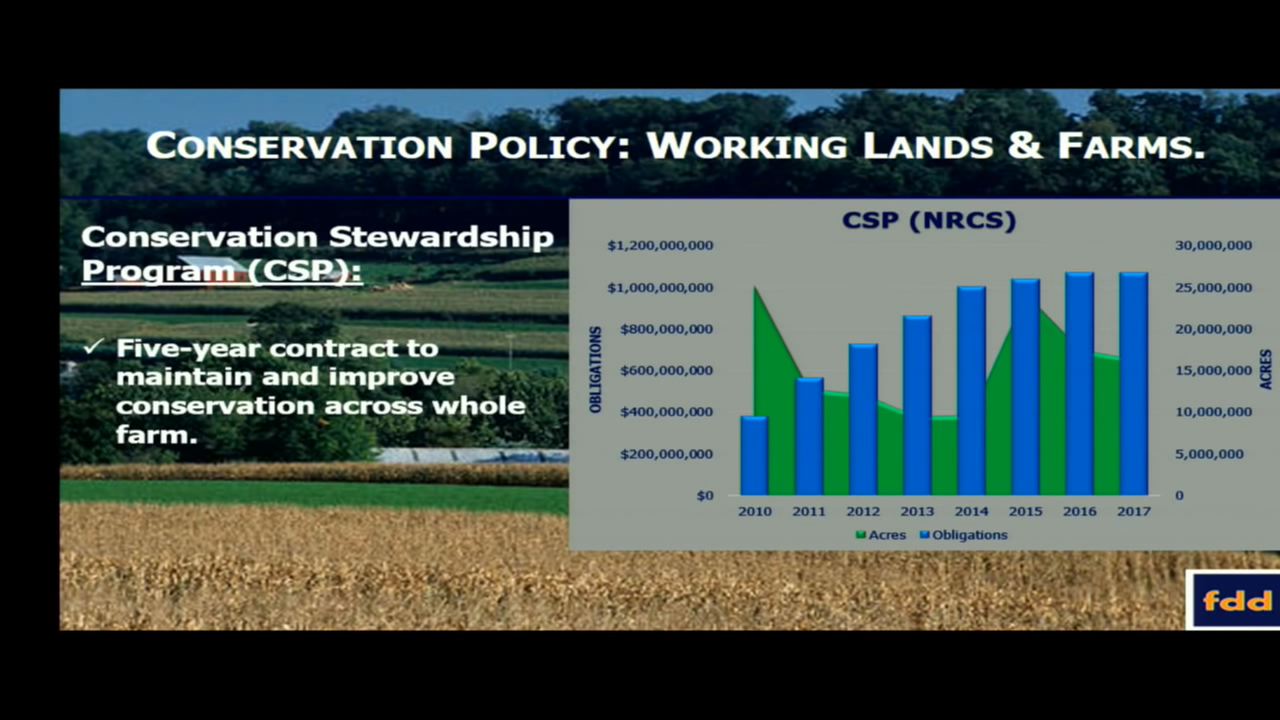 CONSERVATION POLICY: WORKING LANDS & FARMS.
Conservation Stewardship
Program (CSP):
✓ Five-year contract to
maintain and improve
conservation across whole
farm.
CSP (NRCS)
OBLIGATIONS
$1,200,000,000
$1,000,000,000
$800,000,000
$600,000,000
$400,000,000
$200,000,000
$0
30,000,000
25,000,000
20,000,000
15,000,000
10,000,000
5,000,000
0
ACRES
2010 2011 2012 2013 2014 2015 2016 2017
Acres Obligations
fdd